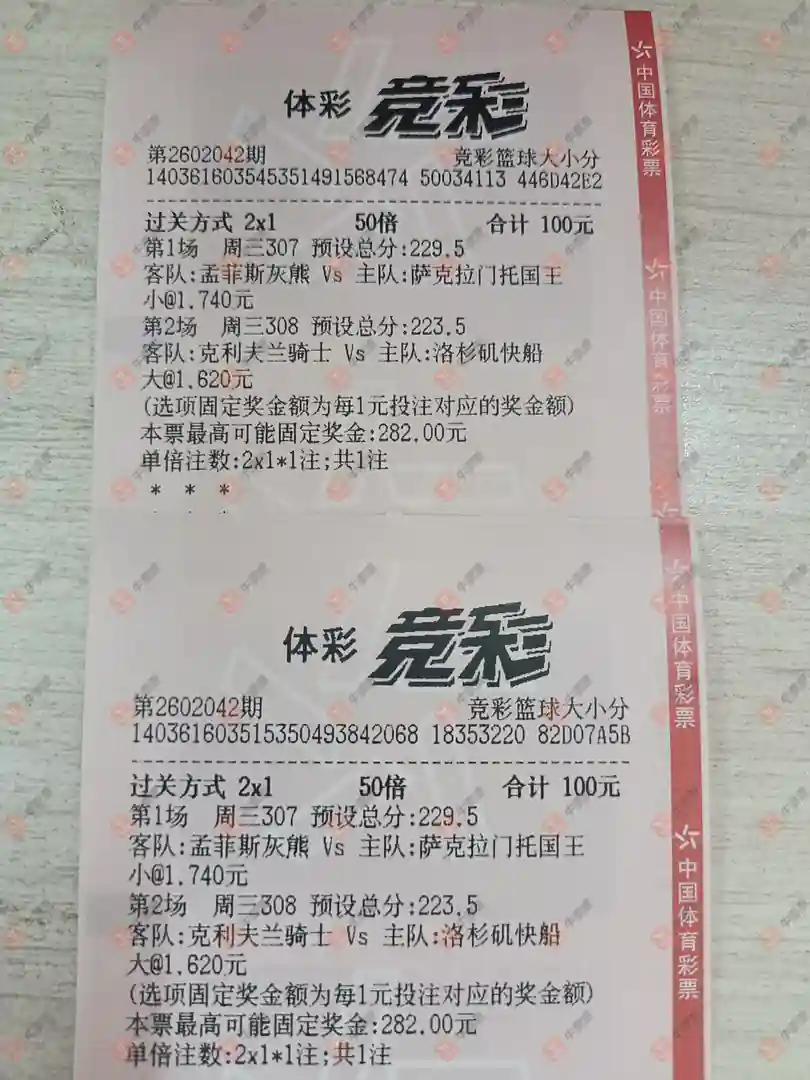 体彩 竞彩
第2602042期 竞彩篮球大小分
140361603545351491568474 50034113 446D42E2
过关方式 2x1 50倍 合计 100元
第1场 周三307 预设总分:229.5
客队:孟菲斯灰熊 Vs 主队:萨克拉门托国王
小@1.740元
第2场 周三308 预设总分:223.5
客队:克利夫兰骑士 Vs 主队:洛杉矶快船
大@1.620元
(选项固定奖金额为每1元投注对应的奖金额)
本票最高可能固定奖金:282.00元
单倍注数:2x1*1注;共1注
* * *
中国体育彩票
中国体育彩票
体彩 竞彩
第2602042期 竞彩篮球大小分
140361603515350493842068 18353220 82D07A5B
过关方式 2x1 50倍 合计 100元
第1场 周三307 预设总分:229.5
客队:孟菲斯灰熊 Vs 主队:萨克拉门托国王
小@1.740元
第2场 周三308 预设总分:223.5
客队:克利夫兰骑士 Vs 主队:洛杉矶快船
大@1.620元
(选项固定奖金额为每1元投注对应的奖金额)
本票最高可能固定奖金:282.00元
单倍注数:2x1*1注;共1注
中国体育彩票
中国体育彩票